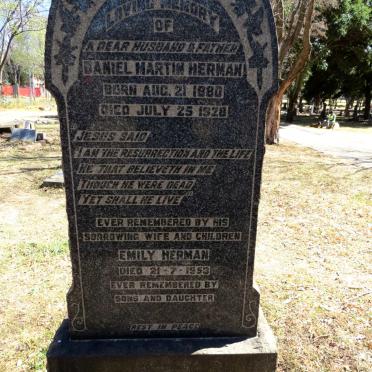 LOVING MEMORY
OF
A DEAR HUSBAND & FATHER
DANIEL MARTIN HERMAN
BORN AUG. 21 1880
DIED JULY 25 1928
JESUS SAID
I AM THE RESURRECTION AND THE LIFE
HE THAT BELIEVETH IN ME
THOUGH HE WERE DEAD
YET SHALL HE LIVE
EVER REMEMBERED BY HIS
SORROWING WIFE AND CHILDREN
EMILY HERMAN
DIED 21-7-1953
EVER REMEMBERED BY
SONS AND DAUGHTER
REST IN PEACE